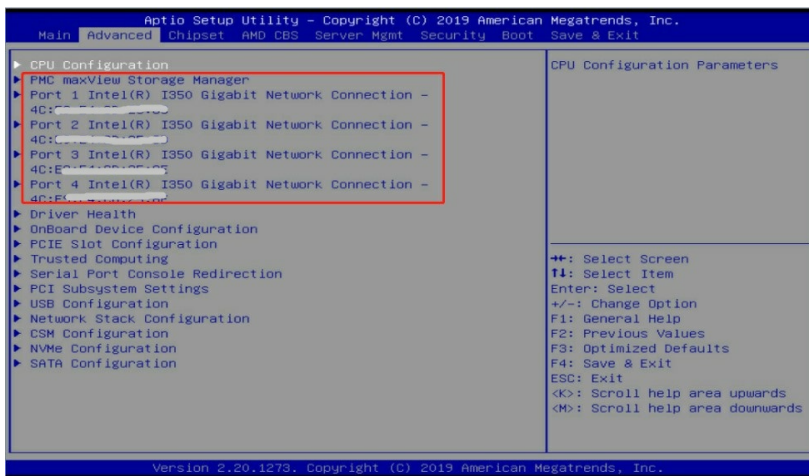 Aptio Setup Utility – Copyright (C) 2019 American Megatrends, Inc.
Main Advanced Chipset AMD CBS Server Mgmt Security Boot Save & Exit
CPU Configuration
PMC maxView Storage Manager
Port 1 Intel(R) I350 Gigabit Network Connection –
4C:
Port 2 Intel(R) I350 Gigabit Network Connection –
4C:
Port 3 Intel(R) I350 Gigabit Network Connection –
Port 4 Intel(R) I350 Gigabit Network Connection –
Driver Health
OnBoard Device Configuration
PCIE Slot Configuration
Trusted Computing
Serial Port Console Redirection
PCI Subsystem Settings
USB Configuration
Network Stack Configuration
CSM Configuration
NVMe Configuration
SATA Configuration
CPU Configuration Parameters
→←: Select Screen
↑↓: Select Item
Enter: Select
+/-: Change Option
F1: General Help
F2: Previous Values
F3: Optimized Defaults
F4: Save & Exit
ESC: Exit
<K>: Scroll help area upwards
<M>: Scroll help area downwards
Version 2.20.1273. Copyright (C) 2019 American Megatrends, Inc.